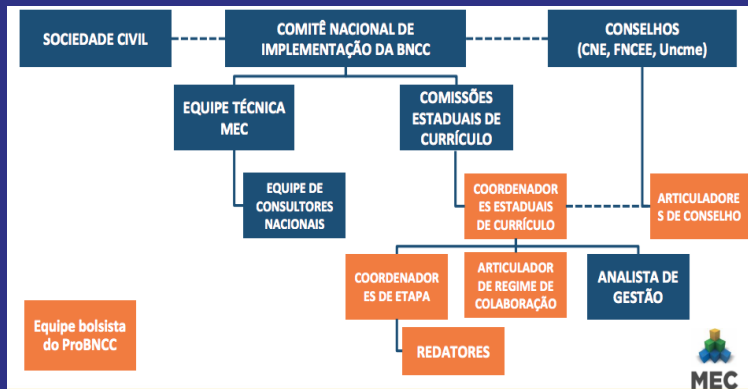 SOCIEDADE CIVIL
COMITÊ NACIONAL DE
IMPLEMENTAÇÃO DA BNCC
CONSELHOS
(CNE, FNCEE, Uncme)
EQUIPE TÉCNICA
MEC
COMISSÕES
ESTADUAIS DE
CURRÍCULO
EQUIPE DE
CONSULTORES
NACIONAIS
COORDENADOR
ES ESTADUAIS
DE CURRÍCULO
ARTICULADORE
S DE CONSELHO
COORDENADOR
ES DE ETAPA
ARTICULADOR
DE REGIME DE
COLABORAÇÃO
ANALISTA DE
GESTÃO
Equipe bolsista
do ProBNCC
REDATORES
MEC